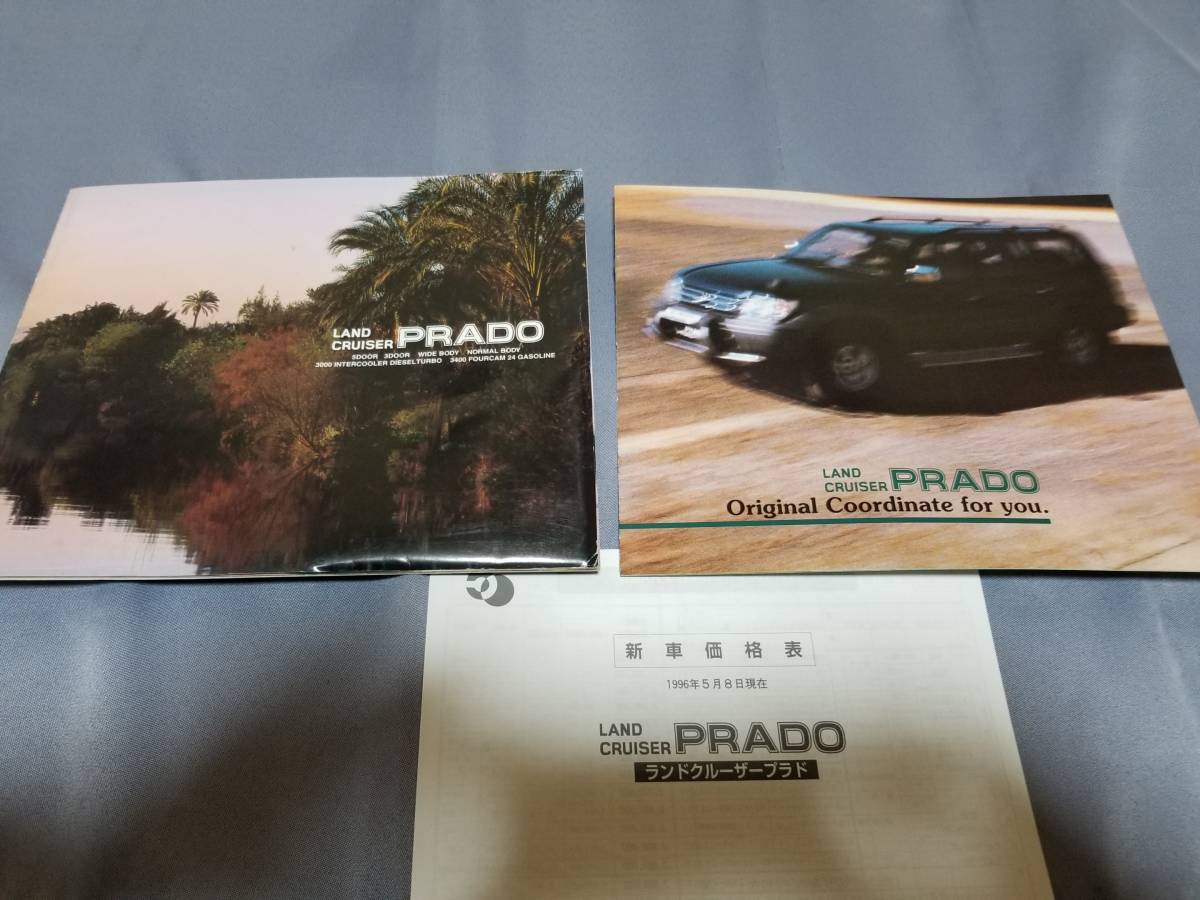 LAND
CRUISER PRADO
5DOOR 3DOOR WIDE BODY NORMAL BODY
3000 INTERCOOLER DIESELTURBO 3400 FOURCAM 24 GASOLINE
LAND
CRUISER PRADO
Original Coordinate for you.
新車価格表
1996年5月8日現在
LAND
CRUISER PRADO
ランドクルーザープラド